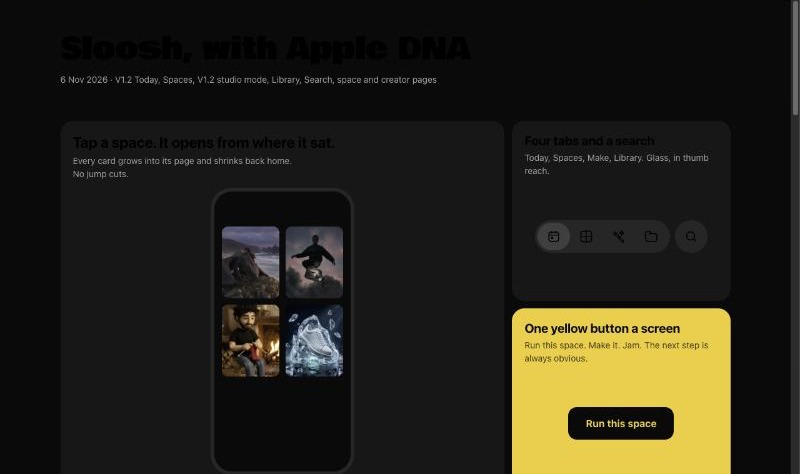 Sloosh, with Apple DNA
6 Nov 2026 · V1.2 Today, Spaces, V1.2 studio mode, Library, Search, space and creator pages
Tap a space. It opens from where it sat.
Every card grows into its page and shrinks back home.
No jump cuts.
Four tabs and a search
Today, Spaces, Make, Library. Glass, in thumb
reach.
One yellow button a screen
Run this space. Make it. Jam. The next step is
always obvious.
Run this space